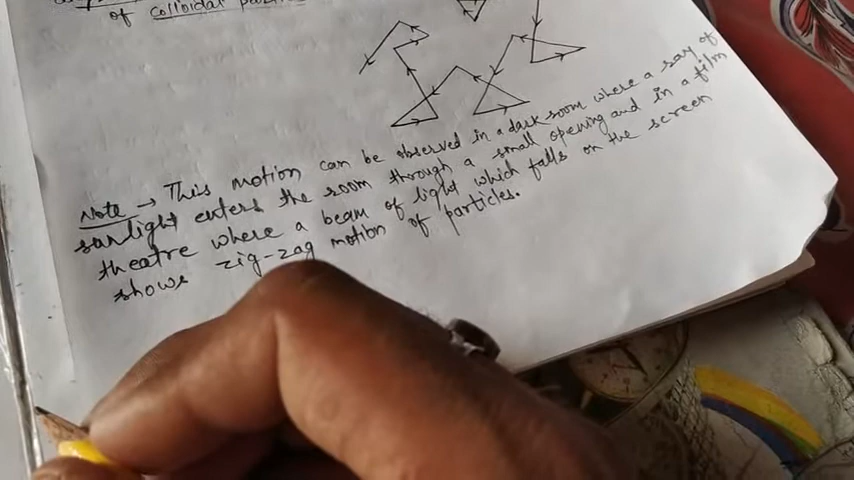 of colloidal
Note → This motion can be observed in a dark room where a ray of
sunlight enters the room through a small opening and in a film
theatre where a beam of light which falls on the screen
shows zig-zag motion of particles.